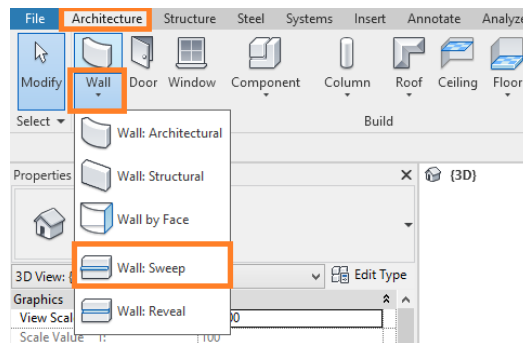 File Architecture Structure Steel Systems Insert Annotate Analyze
Modify Wall Door Window Component Column Roof Ceiling Floor
Select Build
Wall: Architectural
Properties {3D}
Wall: Structural
Wall by Face
Wall: Sweep
3D View: Edit Type
Graphics
Wall: Reveal
View Scal
Scale Value 1: 100